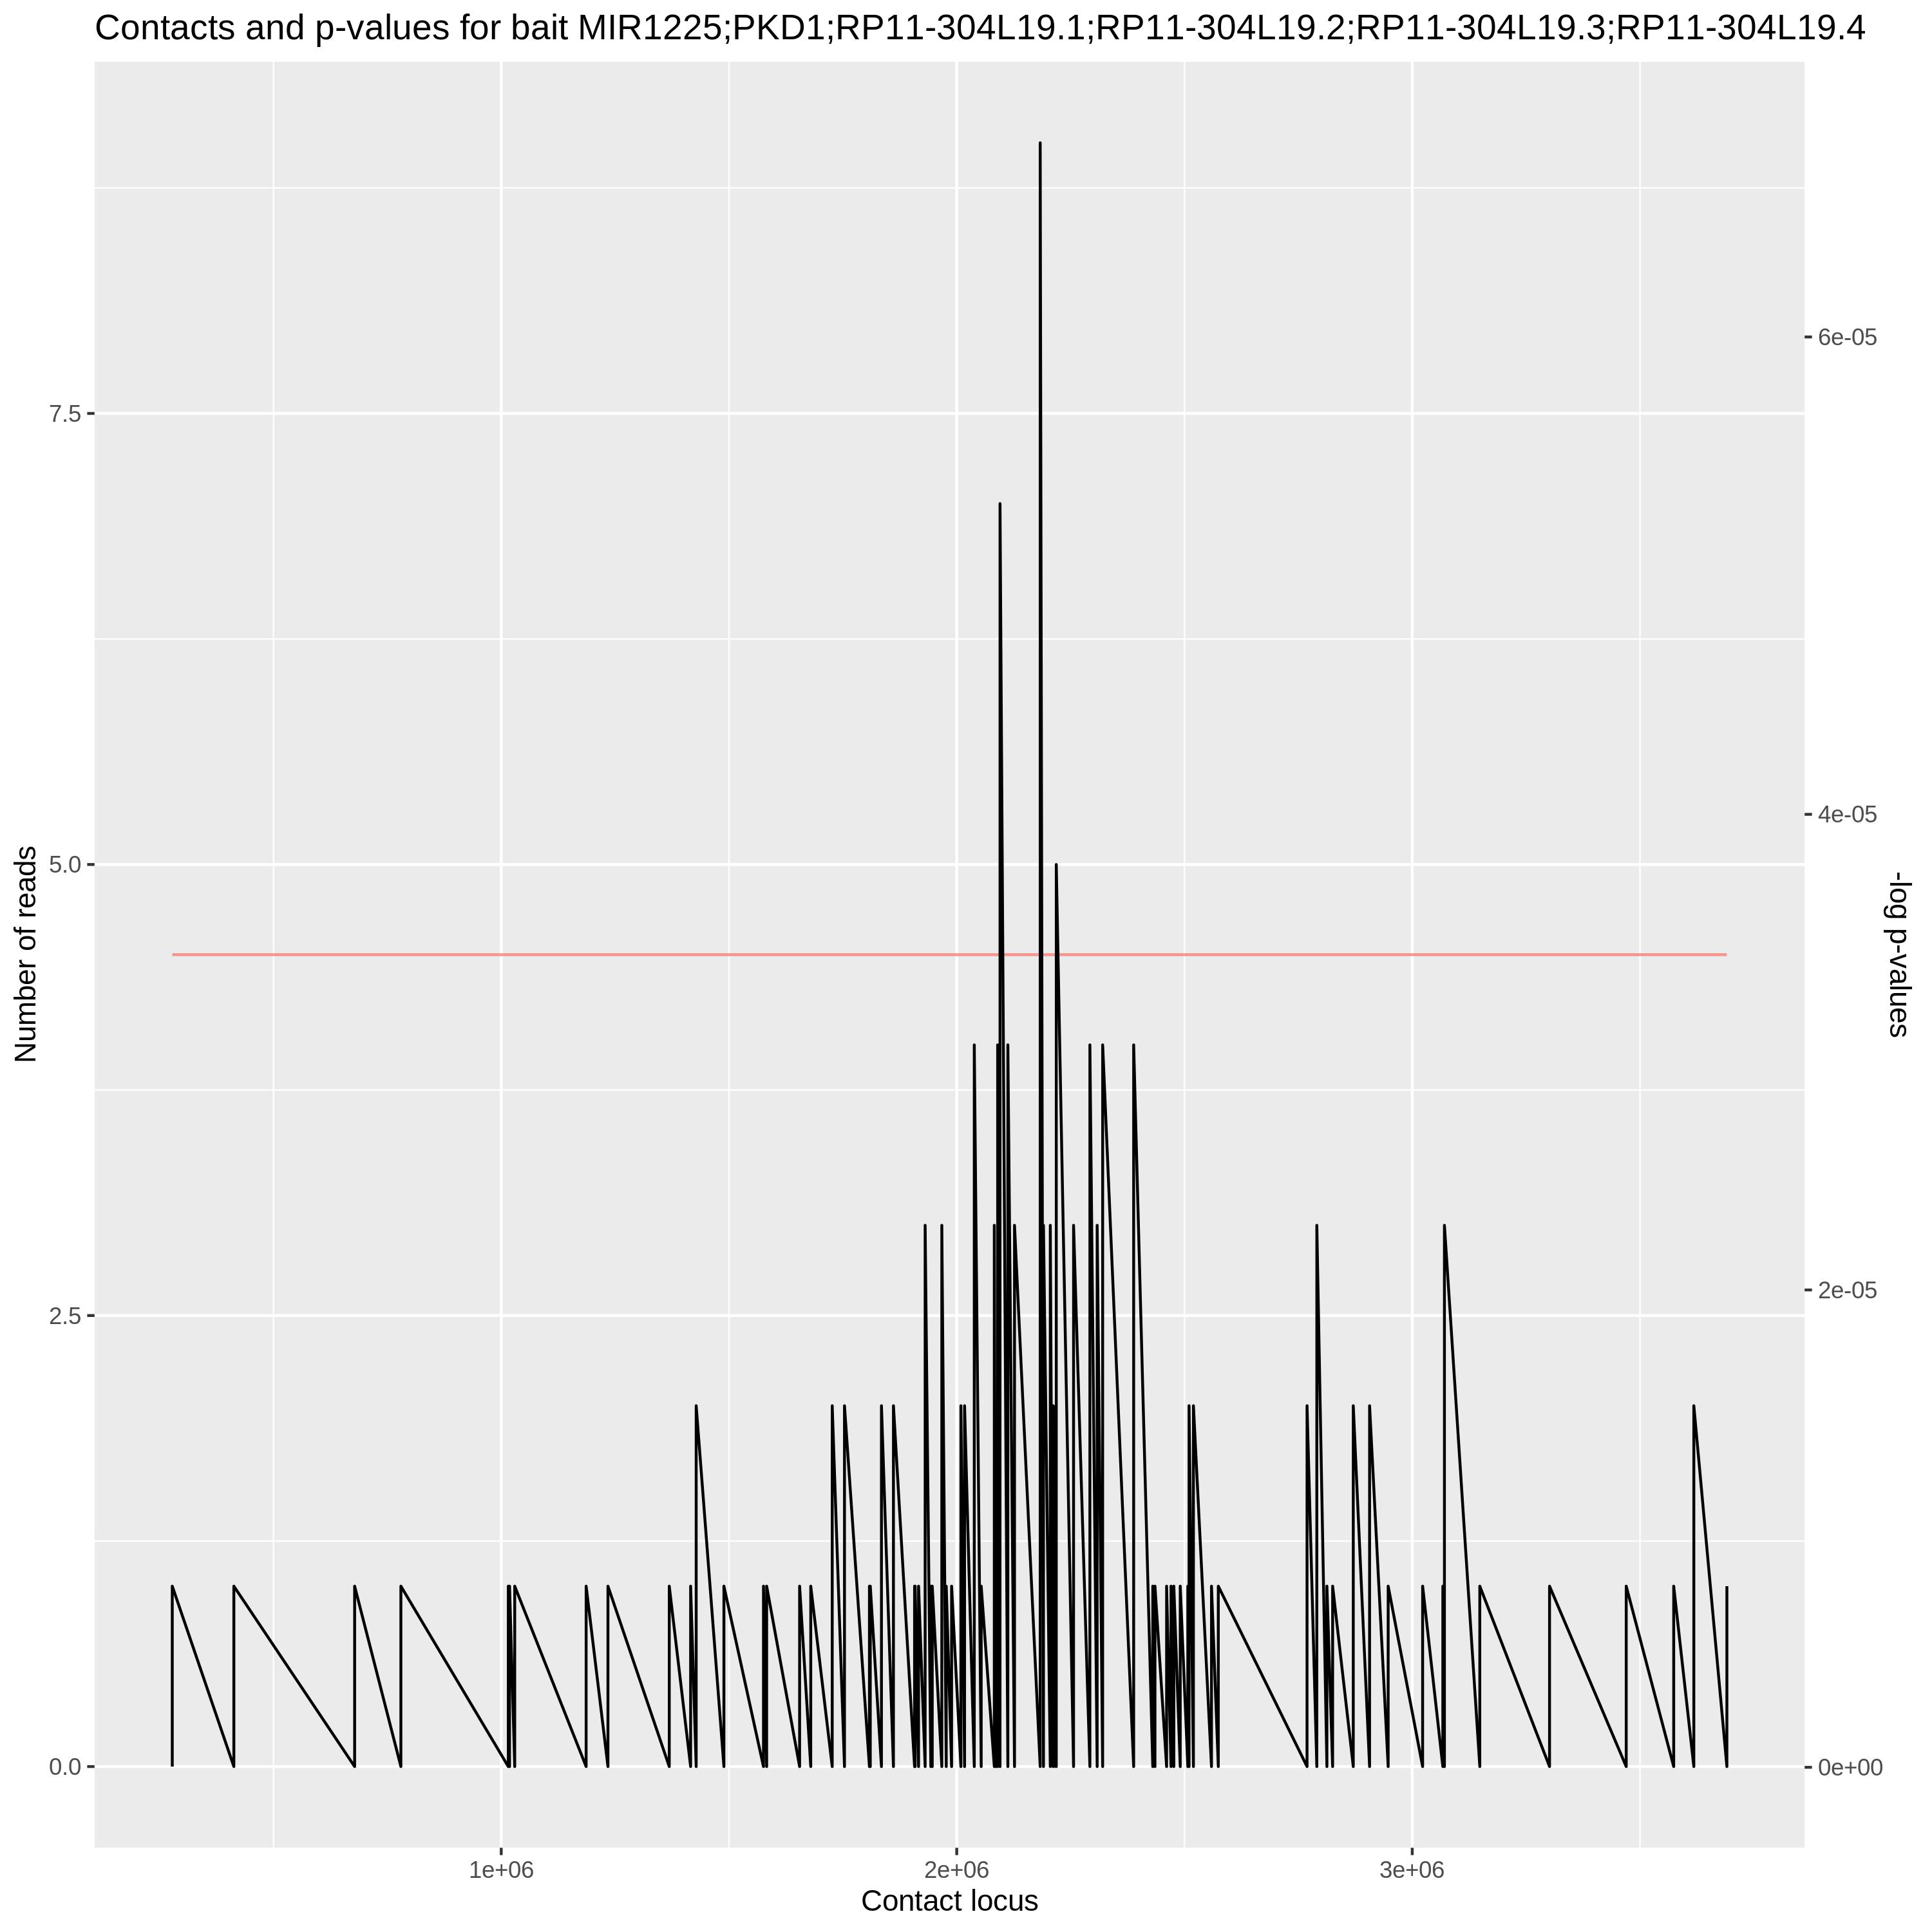 Contacts and p-values for bait MIR1225;PKD1;RP11-304L19.1;RP11-304L19.2;RP11-304L19.3;RP11-304L19.4
Number of reads
7.5
5.0
2.5
0.0
6e-05
4e-05
2e-05
0e+00
-log p-values
1e+06
2e+06
3e+06
Contact locus